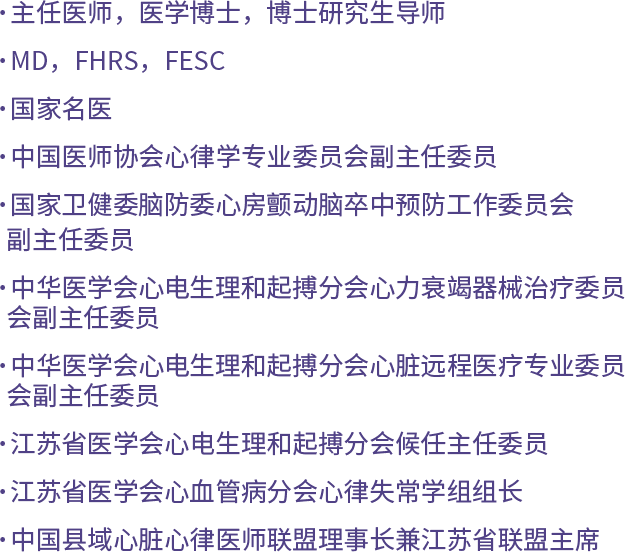 ·主任医师，医学博士，博士研究生导师
·MD，FHRS，FESC
·国家名医
·中国医师协会心律学专业委员会副主任委员
·国家卫健委脑防委心房颤动脑卒中预防工作委员会
副主任委员
·中华医学会心电生理和起搏分会心力衰竭器械治疗委员
会副主任委员
·中华医学会心电生理和起搏分会心脏远程医疗专业委员
会副主任委员
·江苏省医学会心电生理和起搏分会候任主任委员
·江苏省医学会心血管病分会心律失常学组组长
·中国县域心脏心律医师联盟理事长兼江苏省联盟主席